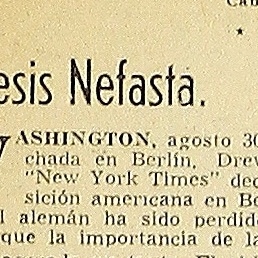 esis Nefasta.
ASHINGTON, agosto 30
chada en Berlín, Drew
"New York Times" dec
sición americana en Be
l alemán ha sido perdido
que la importancia de la